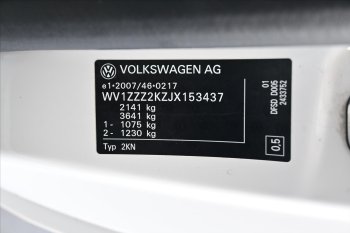 VOLKSWAGEN AG
e1*2007/46*0217
WV1ZZZ2KZJX153437
2141 kg
3641 kg
1- 1075 kg
2- 1230 kg
Typ 2KN
01
DFSD D005
2433752
0,5